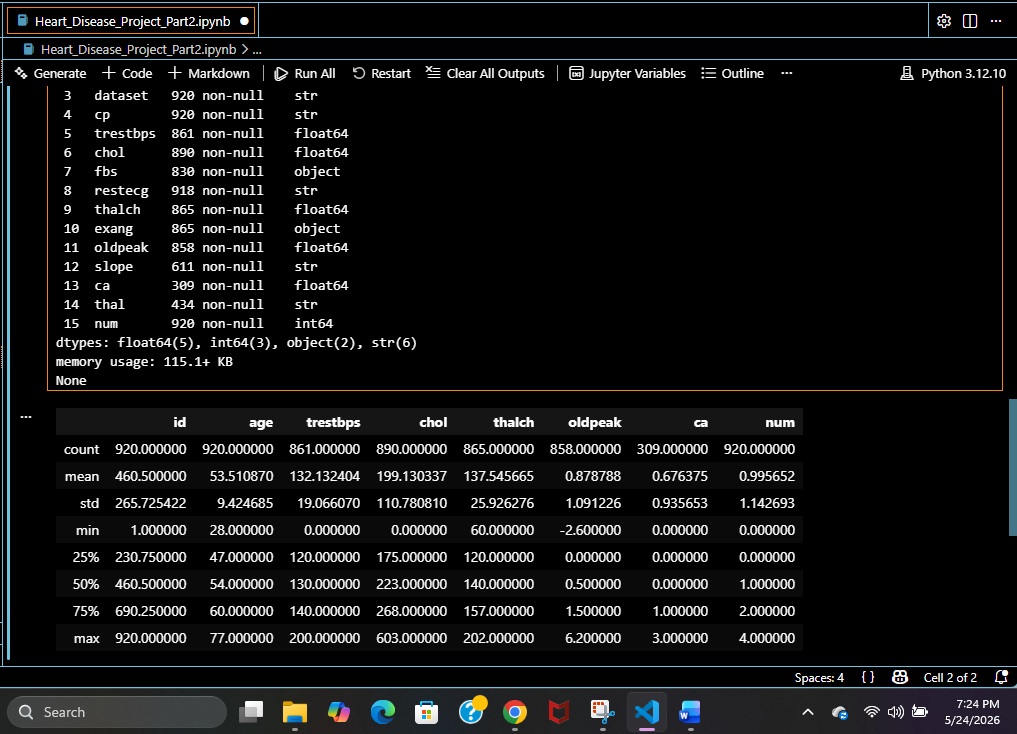 Heart_Disease_Project_Part2.ipynb
Heart_Disease_Project_Part2.ipynb > ...
Generate + Code + Markdown Run All Restart Clear All Outputs Jupyter Variables Outline ... Python 3.12.10
3 dataset 920 non-null str
4 cp 920 non-null str
5 trestbps 861 non-null float64
6 chol 890 non-null float64
7 fbs 830 non-null object
8 restecg 918 non-null str
9 thalch 865 non-null float64
10 exang 865 non-null object
11 oldpeak 858 non-null float64
12 slope 611 non-null str
13 ca 309 non-null float64
14 thal 434 non-null str
15 num 920 non-null int64
dtypes: float64(5), int64(3), object(2), str(6)
memory usage: 115.1+ KB
None
id age trestbps chol thalch oldpeak ca num
count 920.000000 920.000000 861.000000 890.000000 865.000000 858.000000 309.000000 920.000000
mean 460.500000 53.510870 132.132404 199.130337 137.545665 0.878788 0.676375 0.995652
std 265.725422 9.424685 19.066070 110.780810 25.926276 1.091226 0.935653 1.142693
min 1.000000 28.000000 0.000000 0.000000 60.000000 -2.600000 0.000000 0.000000
25% 230.750000 47.000000 120.000000 175.000000 120.000000 0.000000 0.000000 0.000000
50% 460.500000 54.000000 130.000000 223.000000 140.000000 0.500000 0.000000 1.000000
75% 690.250000 60.000000 140.000000 268.000000 157.000000 1.500000 1.000000 2.000000
max 920.000000 77.000000 200.000000 603.000000 202.000000 6.200000 3.000000 4.000000
Spaces: 4 { } Cell 2 of 2
Search
7:24 PM
5/24/2026